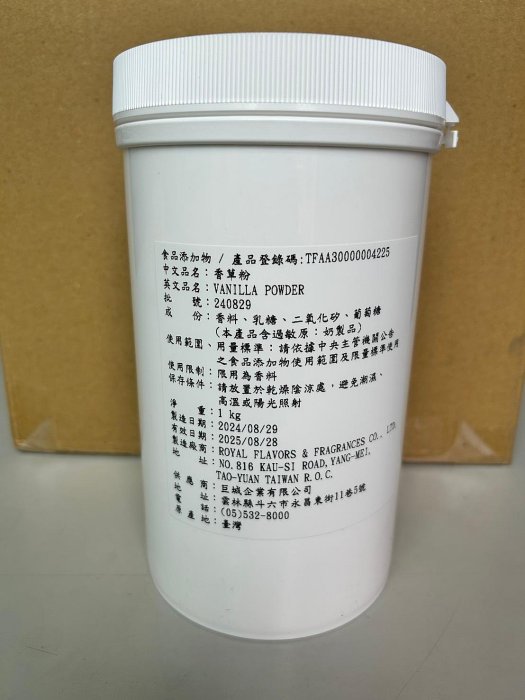 食品添加物 / 產品登錄碼:TFAA30000004225
中文品名：香草粉
英文品名：VANILLA POWDER
批　　號：240829
成　　份：香料、乳糖、二氧化矽、葡萄糖
(本產品含過敏原：奶製品)
使用範圍、用量標準：請依據中央主管機關公告
之食品添加物使用範圍及限量標準使用
使用限制：限用為香料
保存條件：請放置於乾燥陰涼處，避免潮濕、
高溫或陽光照射
淨　　重：1 kg
製造日期：2024/08/29
有效日期：2025/08/28
製造廠商：ROYAL FLAVORS & FRAGRANCES CO., LTD.
地　　址：NO.816 KAU-SI ROAD,YANG-MEI,
TAO-YUAN TAIWAN R.O.C.
供 應 商：巨城企業有限公司
地　　址：雲林縣斗六市永昌東街11巷5號
電　　話：(05)532-8000
原 產 地：臺灣